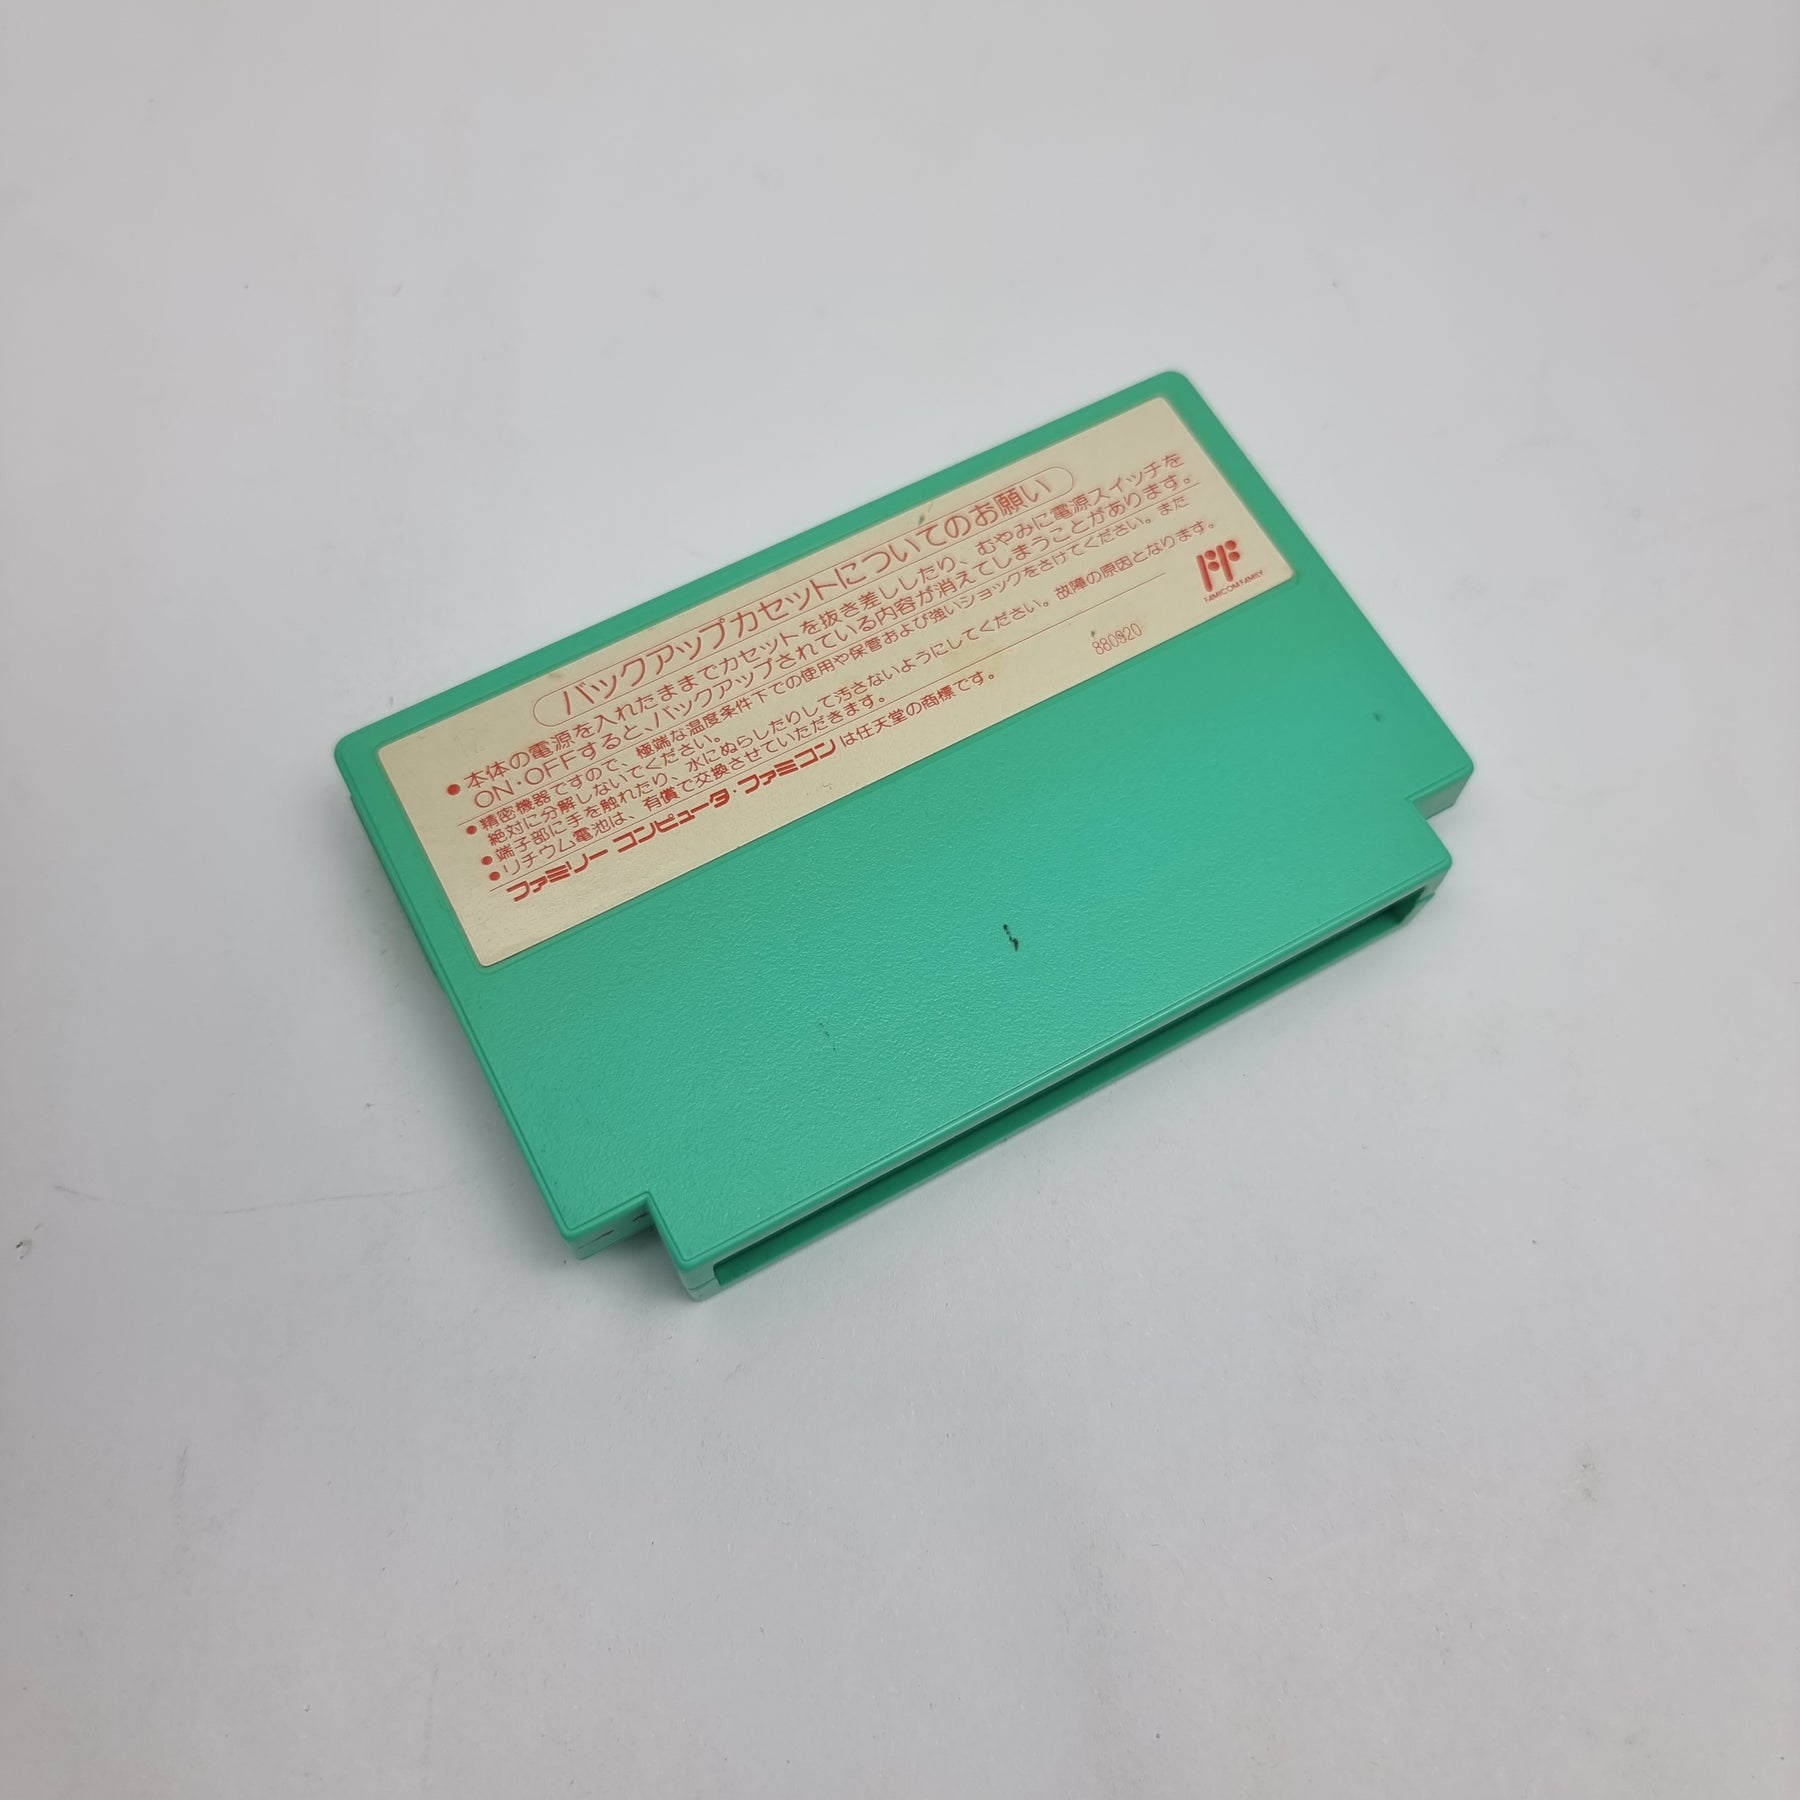 バックアップカセットについてのお願い
●本体の電源を入れたままでカセットを抜き差ししたり、むやみに電源スイッチを
ON・OFFすると、バックアップされている内容が消えてしまうことがあります。
●精密機器ですので、極端な温度条件下での使用や保管および強いショックをさけてください。また
絶対に分解しないでください。
●端子部に手を触れたり、水にぬらしたりして汚さないようにしてください。故障の原因となります。
●リチウム電池は、有償で交換させていただきます。
ファミリー コンピュータ・ファミコンは任天堂の商標です。
880920
FAMICOM FAMILY